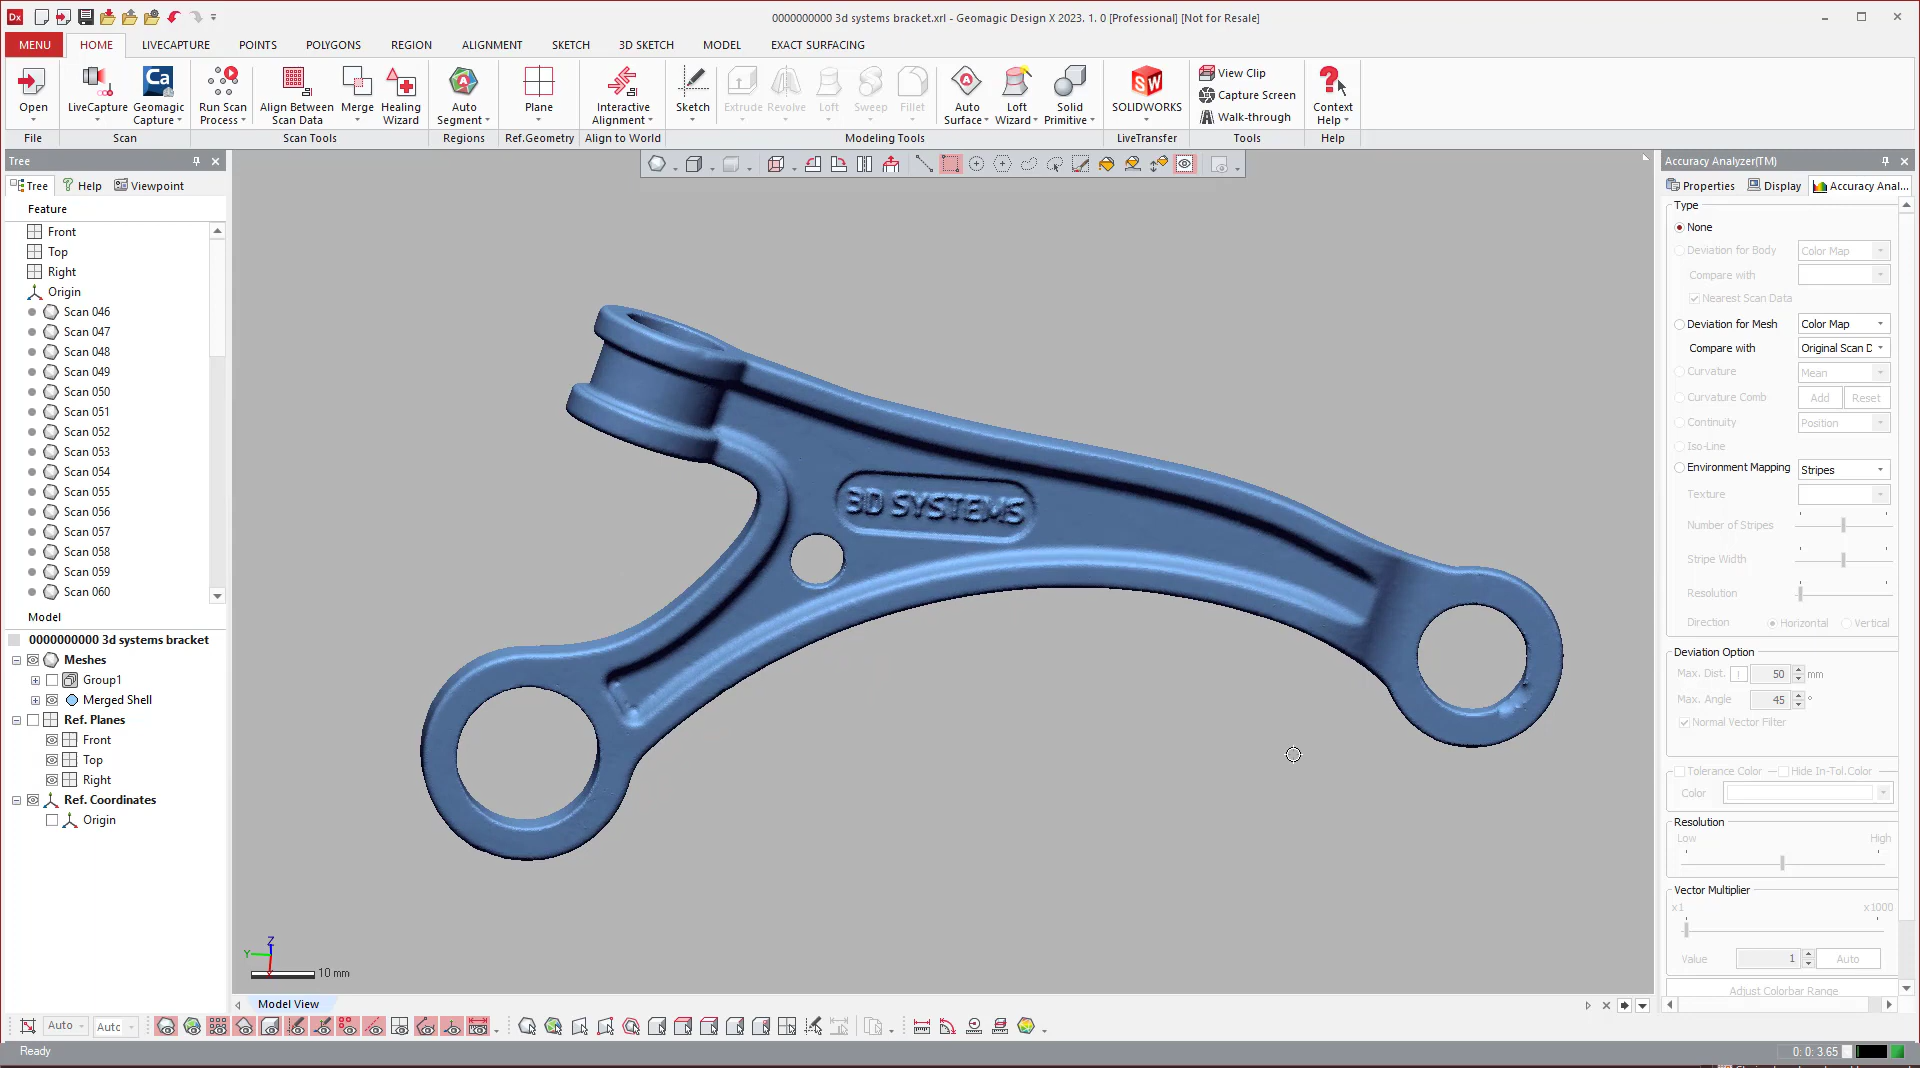 0000000000 3d systems bracket.xrl - Geomagic Design X 2023. 1. 0 [Professional] [Not for Resale]
MENU HOME LIVECAPTURE POINTS POLYGONS REGION ALIGNMENT SKETCH 3D SKETCH MODEL EXACT SURFACING
Open
LiveCapture
Geomagic Capture
Run Scan Process
Align Between Scan Data
Merge
Healing Wizard
Auto Segment
Plane
Interactive Alignment
Sketch
Extrude
Revolve
Loft
Sweep
Fillet
Auto Surface
Loft Wizard
Solid Primitive
SOLIDWORKS
View Clip
Capture Screen
Walk-through
Context Help
File Scan Scan Tools Regions Ref.Geometry Align to World Modeling Tools LiveTransfer Tools Help
Tree
Tree Help Viewpoint
Feature
Front
Top
Right
Origin
Scan 046
Scan 047
Scan 048
Scan 049
Scan 050
Scan 051
Scan 052
Scan 053
Scan 054
Scan 055
Scan 056
Scan 057
Scan 058
Scan 059
Scan 060
Model
0000000000 3d systems bracket
Meshes
Group1
Merged Shell
Ref. Planes
Front
Top
Right
Ref. Coordinates
Origin
3D SYSTEMS
Z
Y
10 mm
Model View
Accuracy Analyzer(TM)
Properties Display Accuracy Anal...
Type
None
Deviation for Body Color Map
Compare with
Nearest Scan Data
Deviation for Mesh Color Map
Compare with Original Scan D
Curvature Mean
Curvature Comb Add Reset
Continuity Position
Iso-Line
Environment Mapping Stripes
Texture
Number of Stripes
Stripe Width
Resolution
Direction Horizontal Vertical
Deviation Option
Max. Dist. 50 mm
Max. Angle 45 °
Normal Vector Filter
Tolerance Color Hide In-Tol.Color
Color
Resolution
Low High
Vector Multiplier
x1 x1000
Value 1 Auto
Adjust Colorbar Range
Auto Auto
Ready
0: 0: 3.65